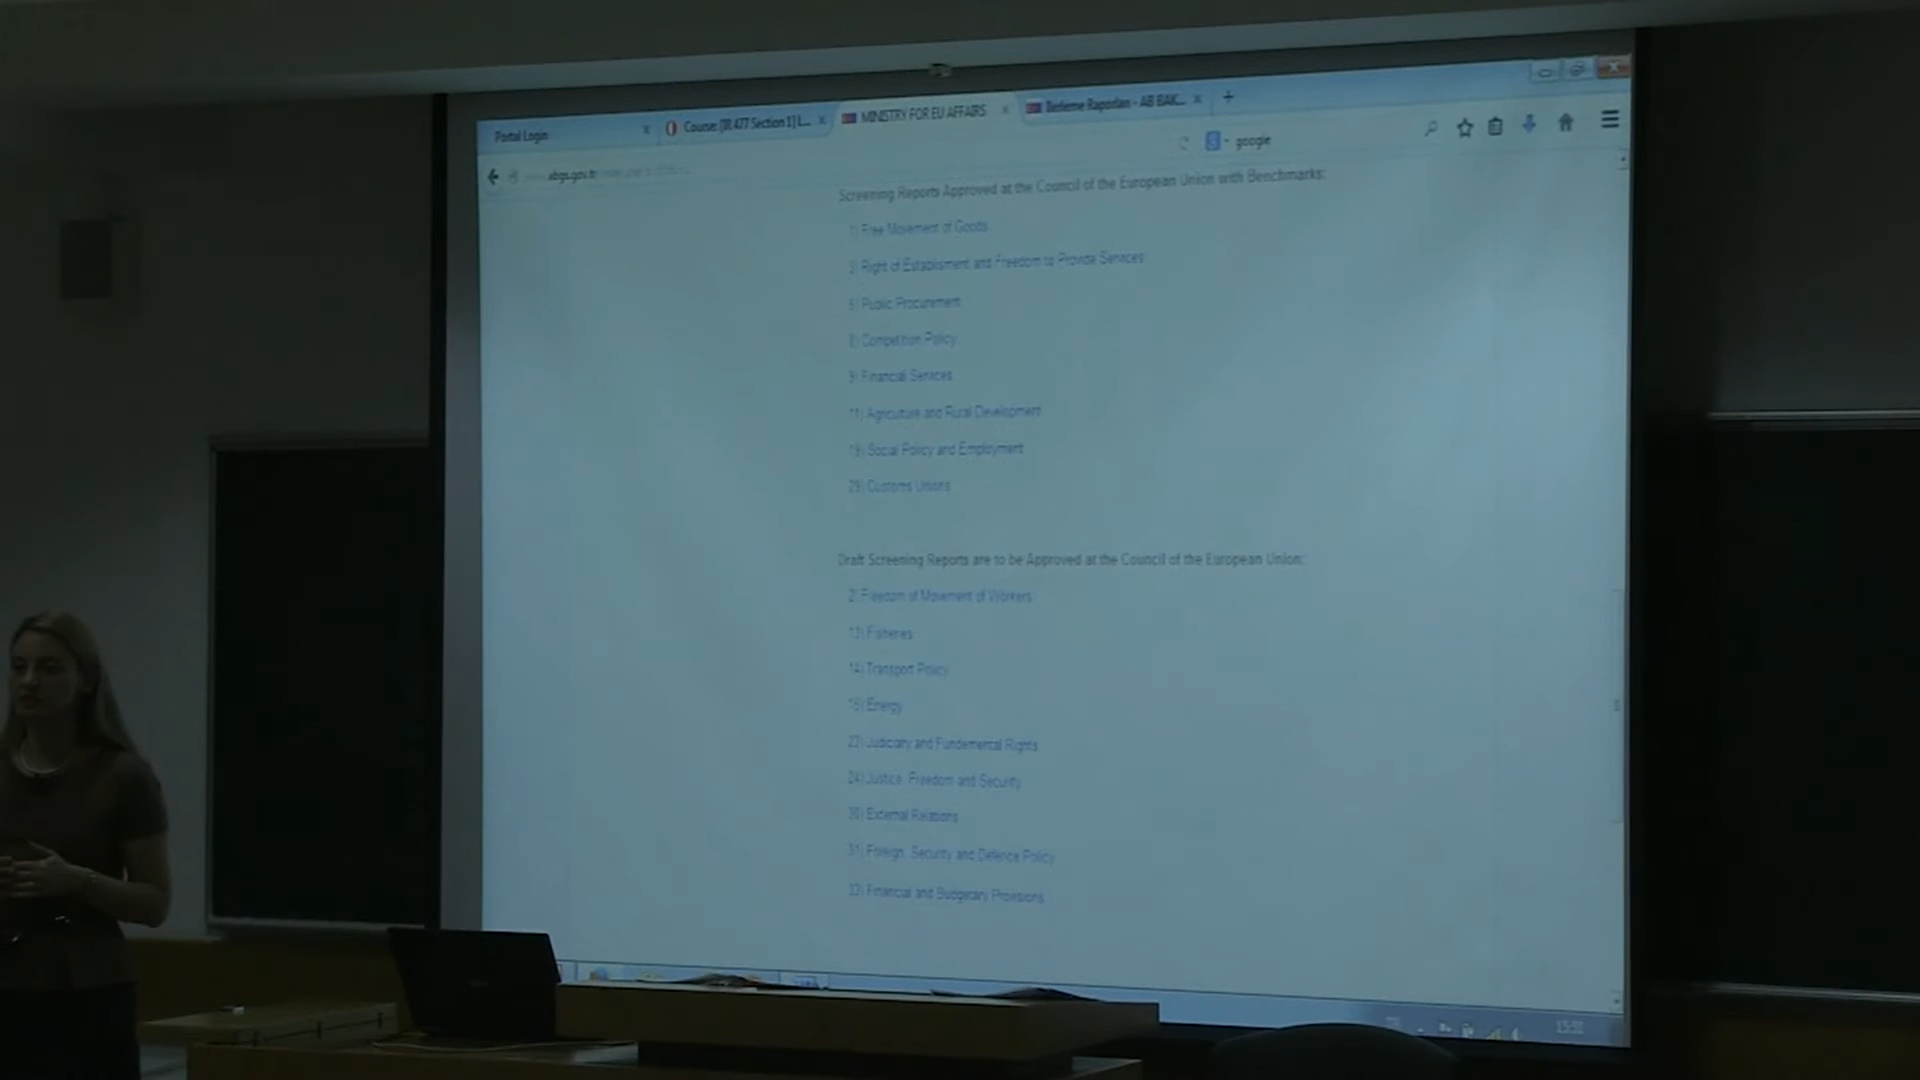 Portal Login
Course: [IR 477 Section 1] L...
MINISTRY FOR EU AFFAIRS
İlerleme Raporları - AB BAK...
abgs.gov.tr
google
Screening Reports Approved at the Council of the European Union with Benchmarks:
1) Free Movement of Goods
3) Right of Establisment and Freedom to Provide Services
5) Public Procurement
8) Competition Policy
9) Financial Services
11) Agriculture and Rural Development
19) Social Policy and Employment
29) Customs Unions
Draft Screening Reports are to be Approved at the Council of the European Union:
2) Freedom of Movement of Workers
13) Fisheries
14) Transport Policy
15) Energy
23) Judiciary and Fundemental Rights
24) Justice, Freedom and Security
30) External Relations
31) Foreign, Security and Defence Policy
33) Financial and Budgetary Provisions